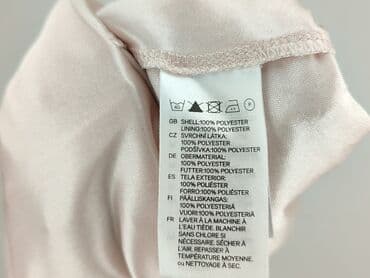 GB SHELL:100% POLYESTER
LINING:100% POLYESTER
CZ SVRCHNÍ LÁTKA:
100% POLYESTER
PODŠÍVKA:100% POLYESTER
DE OBERMATERIAL:
100% POLYESTER
FUTTER:100% POLYESTER
ES TELA EXTERIOR:
100% POLIÉSTER
FORRO:100% POLIÉSTER
FI PÄÄLLISKANGAS:
100% POLYESTERIÄ
VUORI:100% POLYESTERIÄ
FR LAVER À LA MACHINE À
L'EAU TIÈDE. BLANCHIR
SANS CHLORE SI
NÉCESSAIRE. SÉCHER À
L'AIR. REPASSER À
TEMPÉRATURE MOYENNE.
OU NETTOYAGE À SEC.